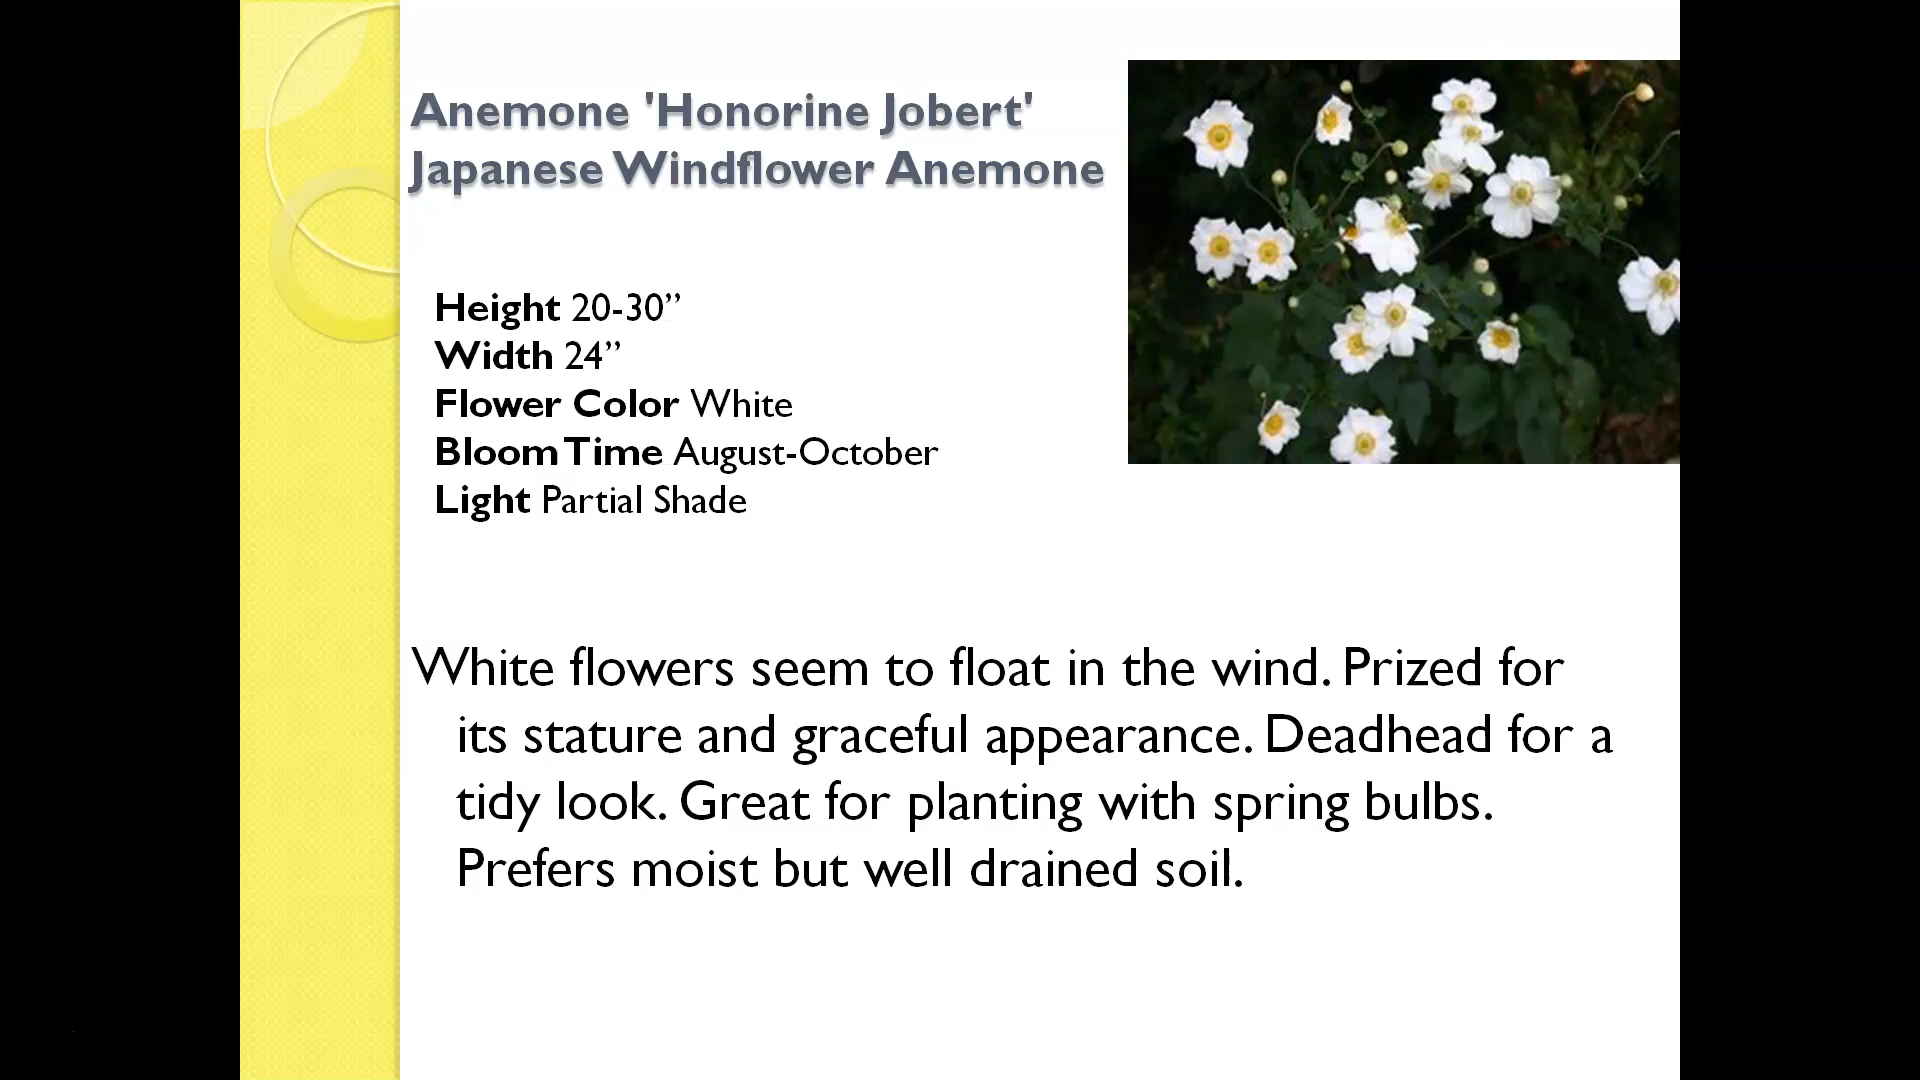 Anemone 'Honorine Jobert'
Japanese Windflower Anemone
Height 20-30”
Width 24”
Flower Color White
Bloom Time August-October
Light Partial Shade
White flowers seem to float in the wind. Prized for
its stature and graceful appearance. Deadhead for a
tidy look. Great for planting with spring bulbs.
Prefers moist but well drained soil.